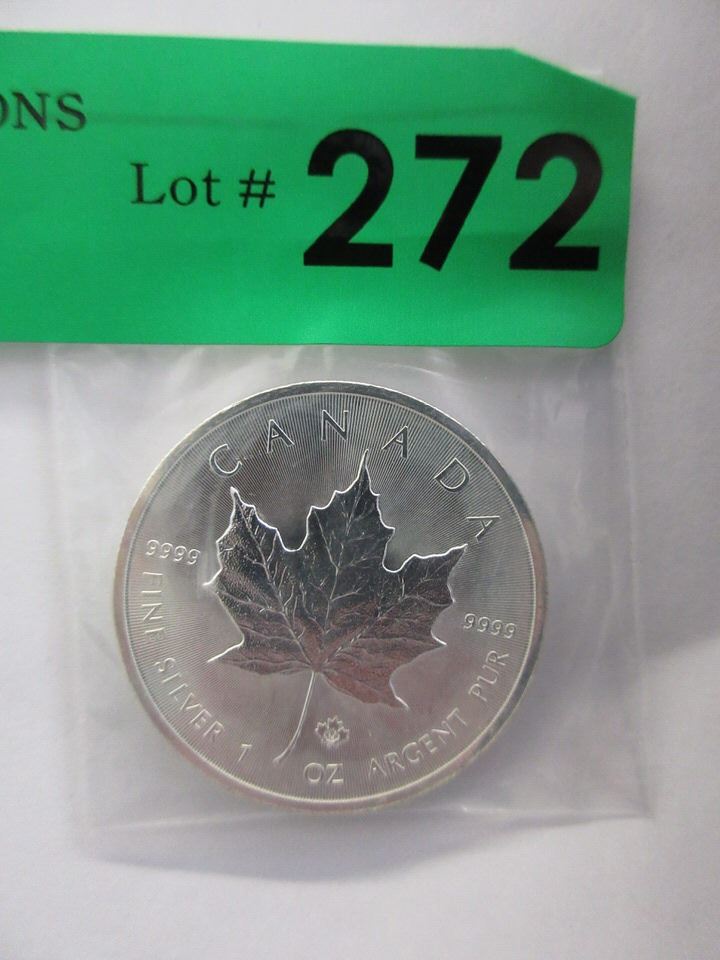 ONS
Lot # 272
CANADA
9999
9999
FINE SILVER 1 OZ ARGENT PUR